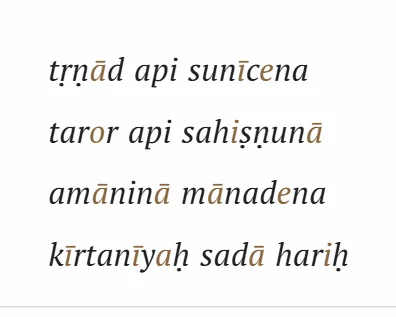 tṛṇād api sunīcena
taror api sahiṣṇunā
amāninā mānadena
kīrtanīyaḥ sadā hariḥ